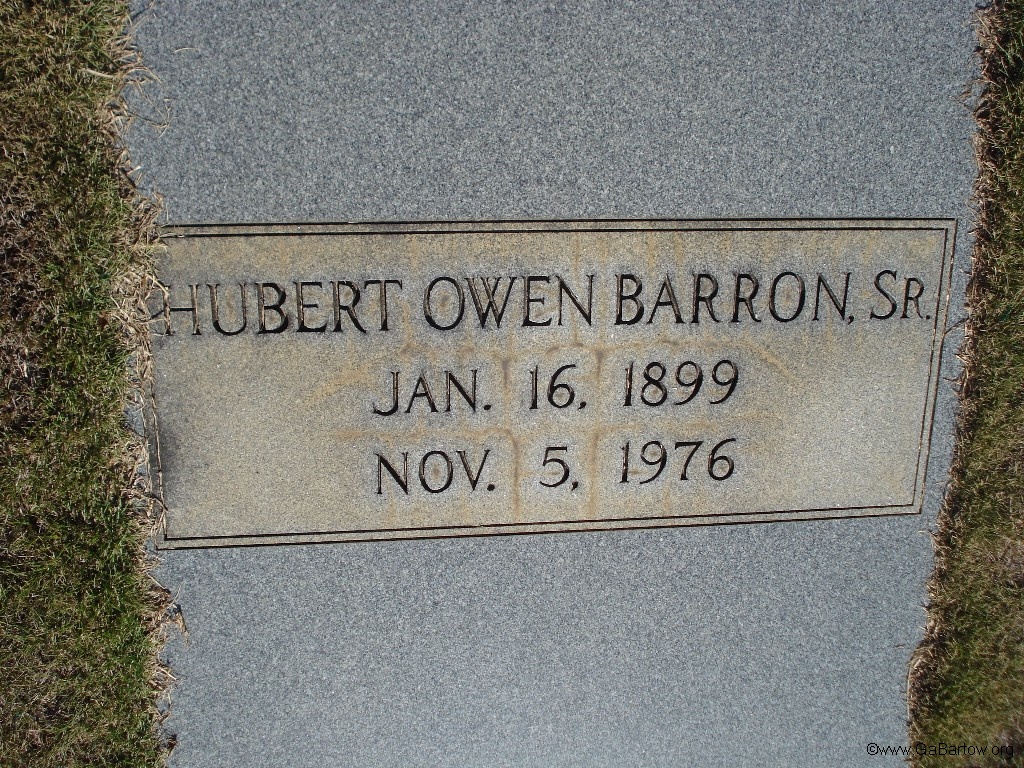 HUBERT OWEN BARRON, SR.
JAN. 16, 1899
NOV. 5, 1976
©www.GaBartow.org